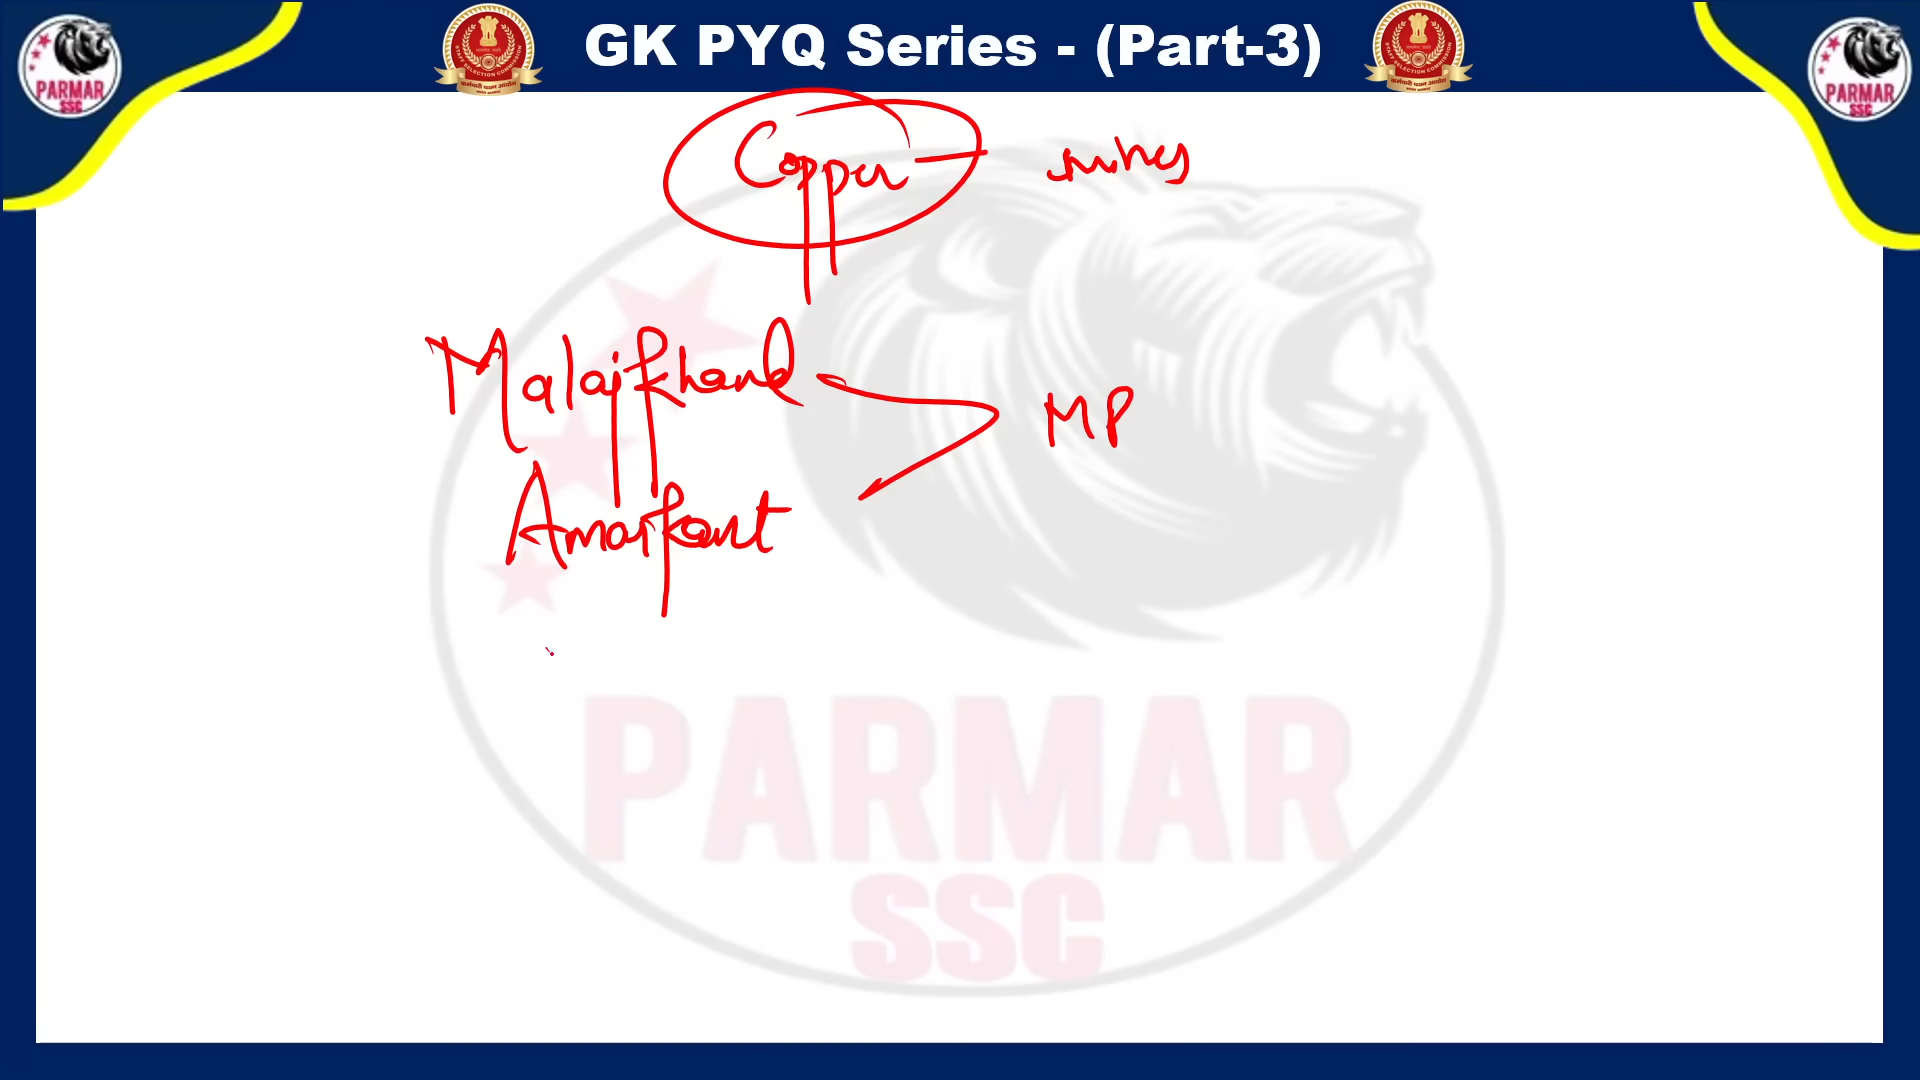 GK PYQ Series - (Part-3)
PARMAR
SSC
PARMAR
SSC
Copper — mines
Malajkhand
MP
Amarkant
PARMAR
SSC